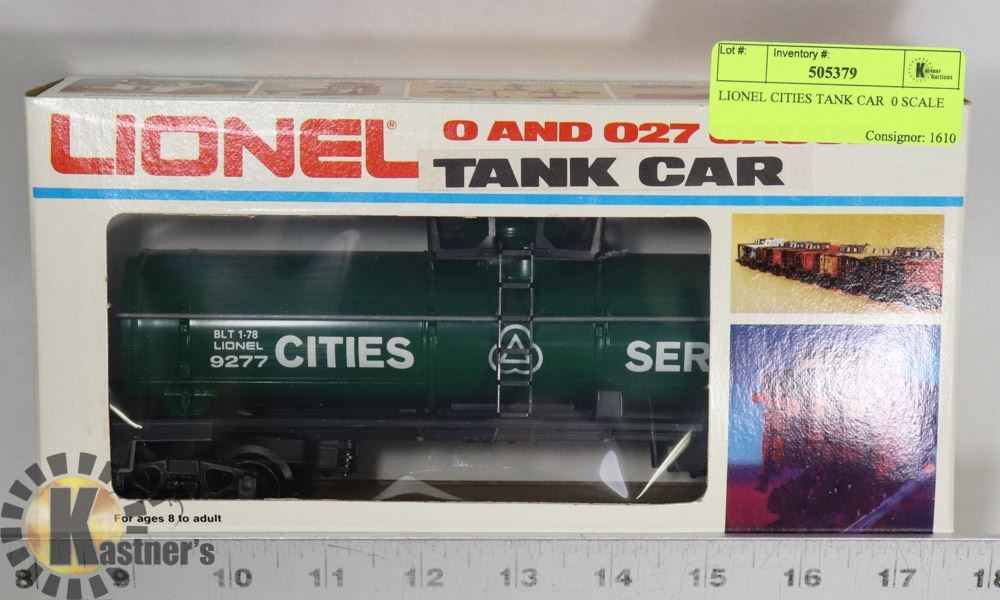 Lot #: Inventory #:
505379
Kastner Auctions
LIONEL CITIES TANK CAR 0 SCALE
Consignor: 1610
LIONEL®
O AND O27
TANK CAR
BLT 1-78
LIONEL
9277 CITIES SER
For ages 8 to adult
Kastner's
8 9 10 11 12 13 14 15 16 17 18